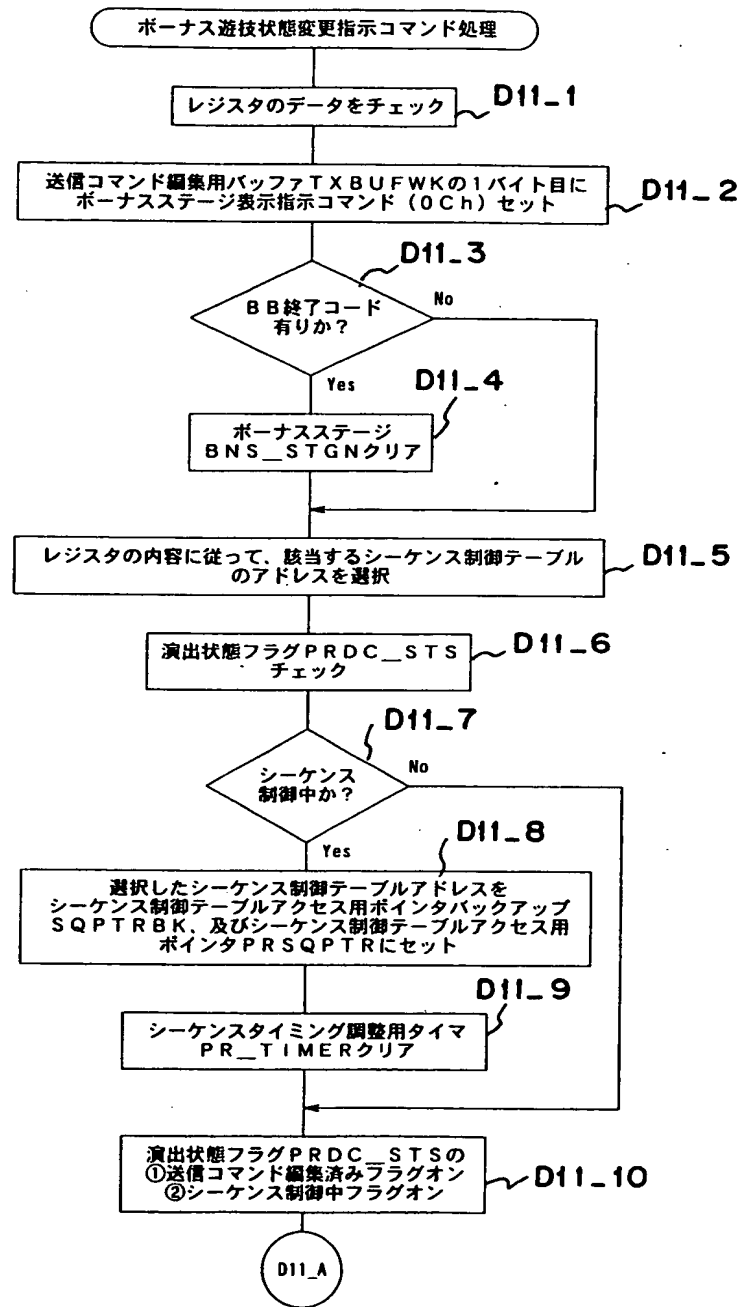 ボーナス遊技状態変更指示コマンド処理
レジスタのデータをチェック
D11_1
送信コマンド編集用バッファTXBUFWKの1バイト目に
ボーナスステージ表示指示コマンド(0Ch)セット
D11_2
D11_3
BB終了コード
有りか?
No
Yes
D11_4
ボーナスステージ
BNS__STGNクリア
レジスタの内容に従って、該当するシーケンス制御テーブル
のアドレスを選択
D11_5
演出状態フラグPRDC__STS
チェック
D11_6
D11_7
シーケンス
制御中か?
No
Yes
D11_8
選択したシーケンス制御テーブルアドレスを
シーケンス制御テーブルアクセス用ポインタバックアップ
SQPTRBK、及びシーケンス制御テーブルアクセス用
ポインタPRSQPTRにセット
D11_9
シーケンスタイミング調整用タイマ
PR__TIMERクリア
演出状態フラグPRDC__STSの
①送信コマンド編集済みフラグオン
②シーケンス制御中フラグオン
D11_10
D11_A